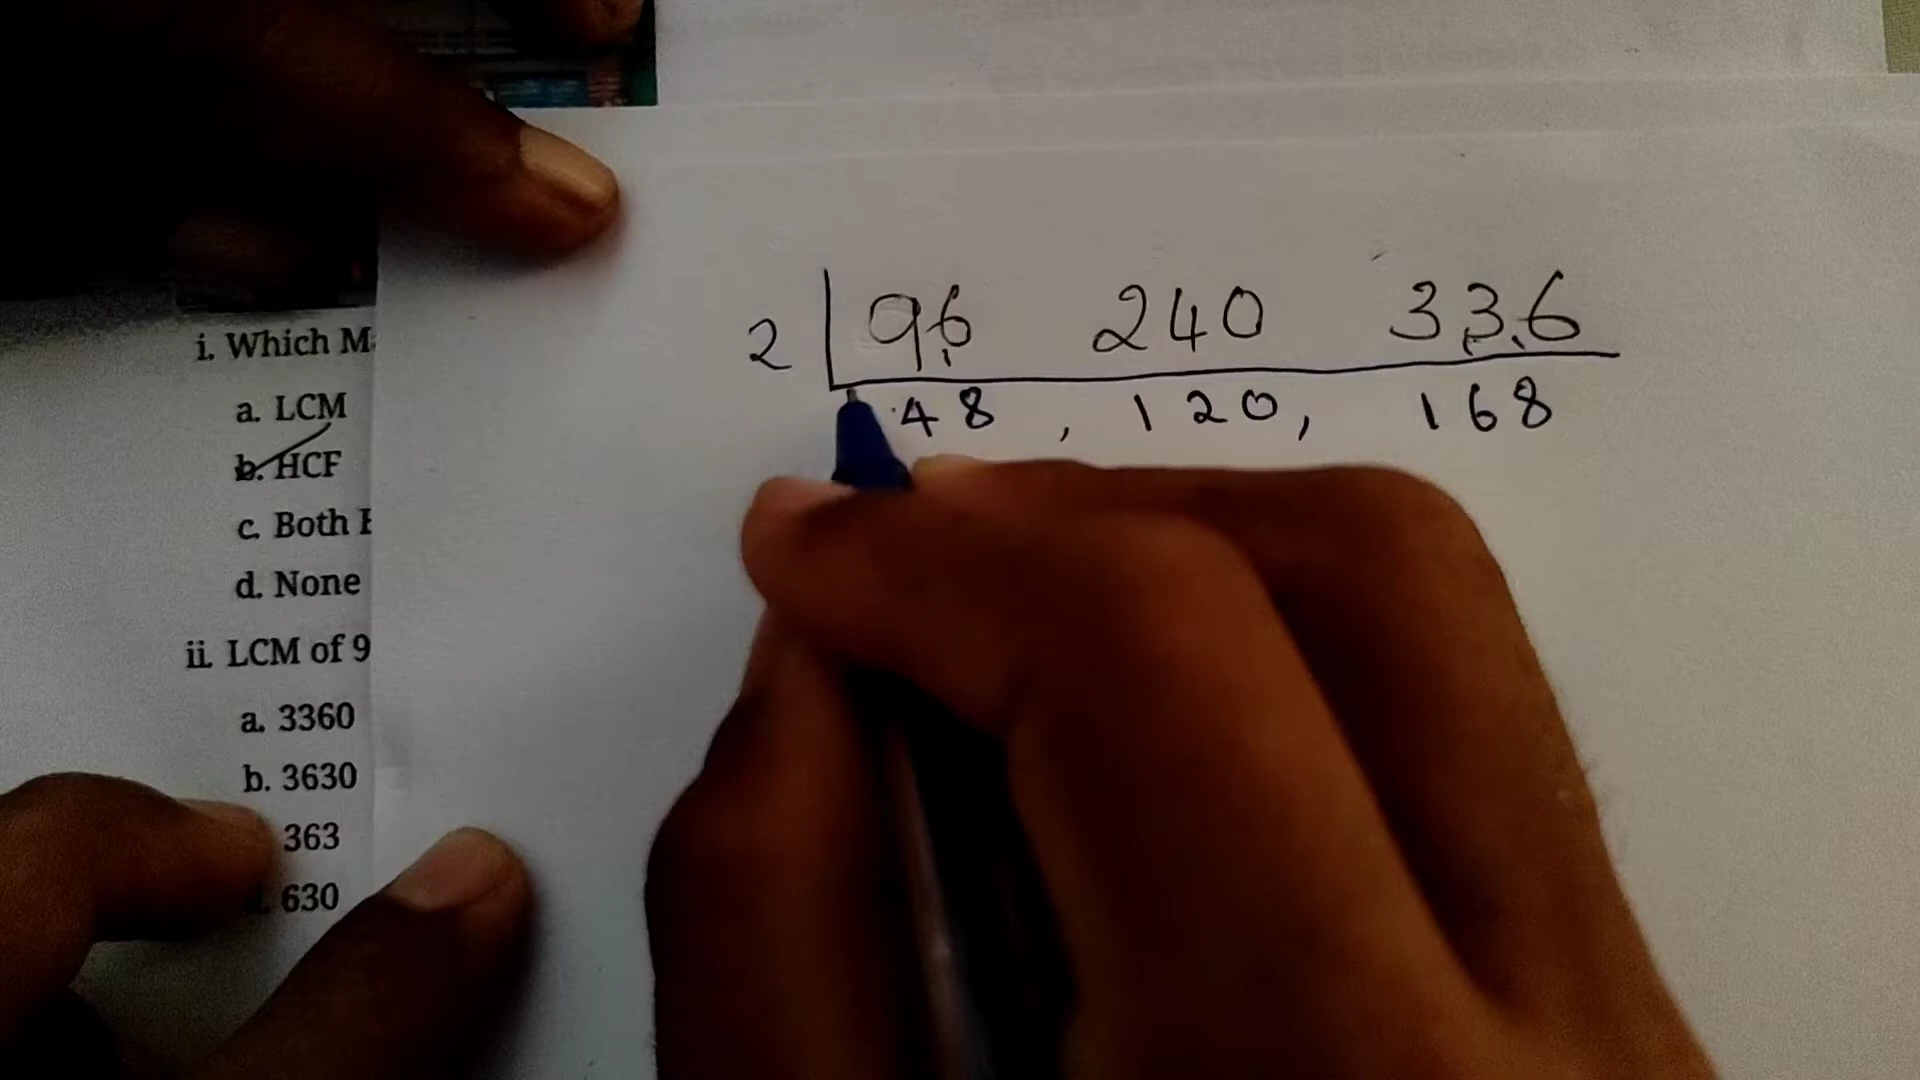 2 96 240 336
48, 120, 168
i. Which M
a. LCM
b. HCF
c. Both
d. None
ii. LCM of 9
a. 3360
b. 3630
363
d. 630